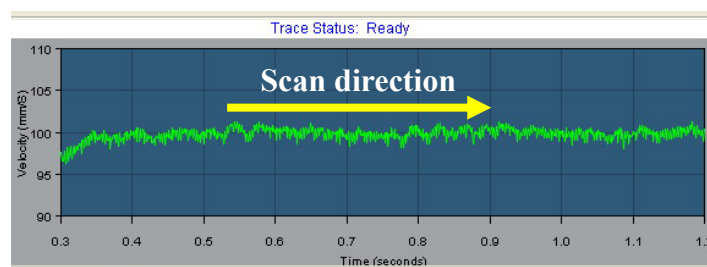 Trace Status: Ready
110
Scan direction
105
Velocity (mm/S)
100
95
90
0.3 0.4 0.5 0.6 0.7 0.8 0.9 1.0 1.1 1.
Time (seconds)